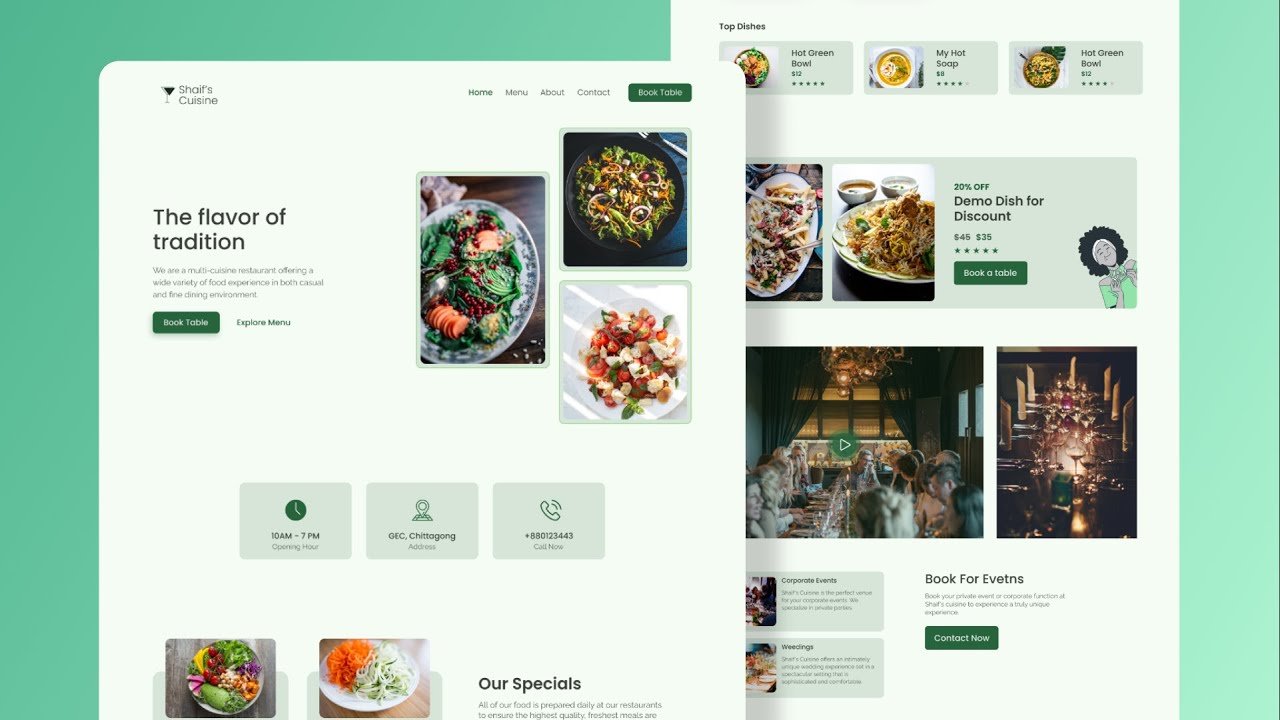 Shaif's
Cuisine
Home
Menu
About
Contact
Book Table
The flavor of
tradition
We are a multi-cuisine restaurant offering a
wide variety of food experience in both casual
and fine dining environment.
Book Table
Explore Menu
10AM - 7 PM
Opening Hour
GEC, Chittagong
Address
+880123443
Call Now
Our Specials
All of our food is prepared daily at our restaurants
to ensure the highest quality, freshest meals are
Top Dishes
Hot Green
Bowl
$12
My Hot
Soap
$8
Hot Green
Bowl
$12
20% OFF
Demo Dish for
Discount
$45 $35
Book a table
Corporate Events
Shaif's Cuisine is the perfect venue
for your corporate events. We
specialize in private parties.
Weedings
Shaif's Cuisine offers an intimately
unique wedding experience set in a
spectacular setting that is
sophisticated and comfortable.
Book For Evetns
Book your private event or corporate function at
Shaif's cuisine to experience a truly unique
experience.
Contact Now